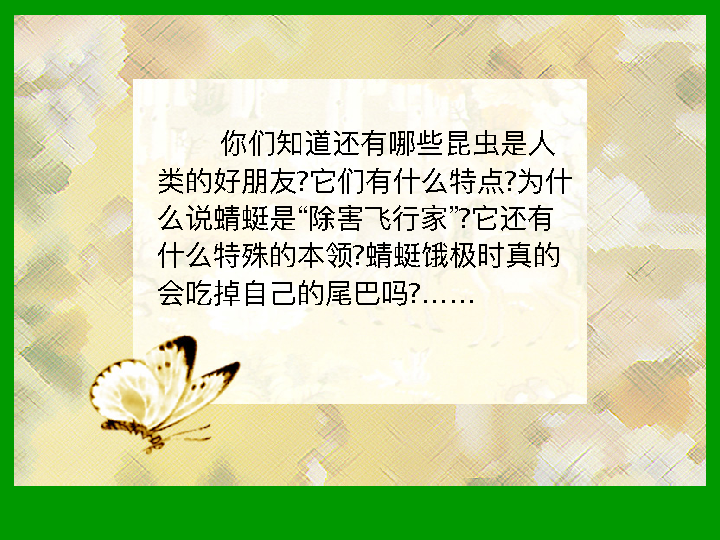 你们知道还有哪些昆虫是人
类的好朋友?它们有什么特点?为什
么说蜻蜓是“除害飞行家”?它还有
什么特殊的本领?蜻蜓饿极时真的
会吃掉自己的尾巴吗?……